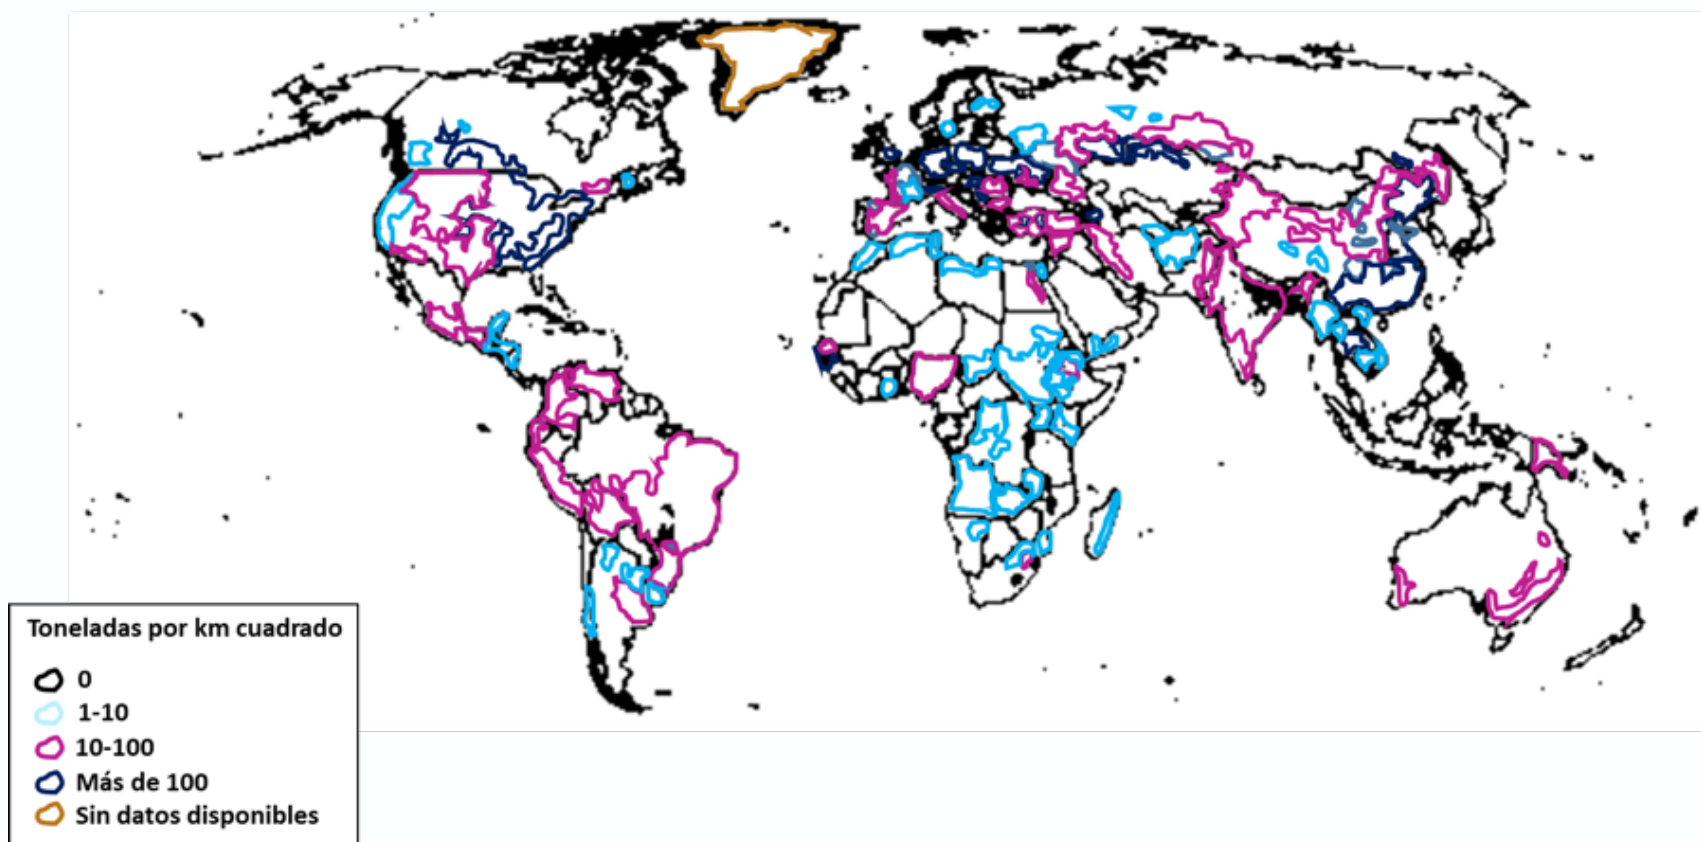 Toneladas por km cuadrado
0
1-10
10-100
Más de 100
Sin datos disponibles